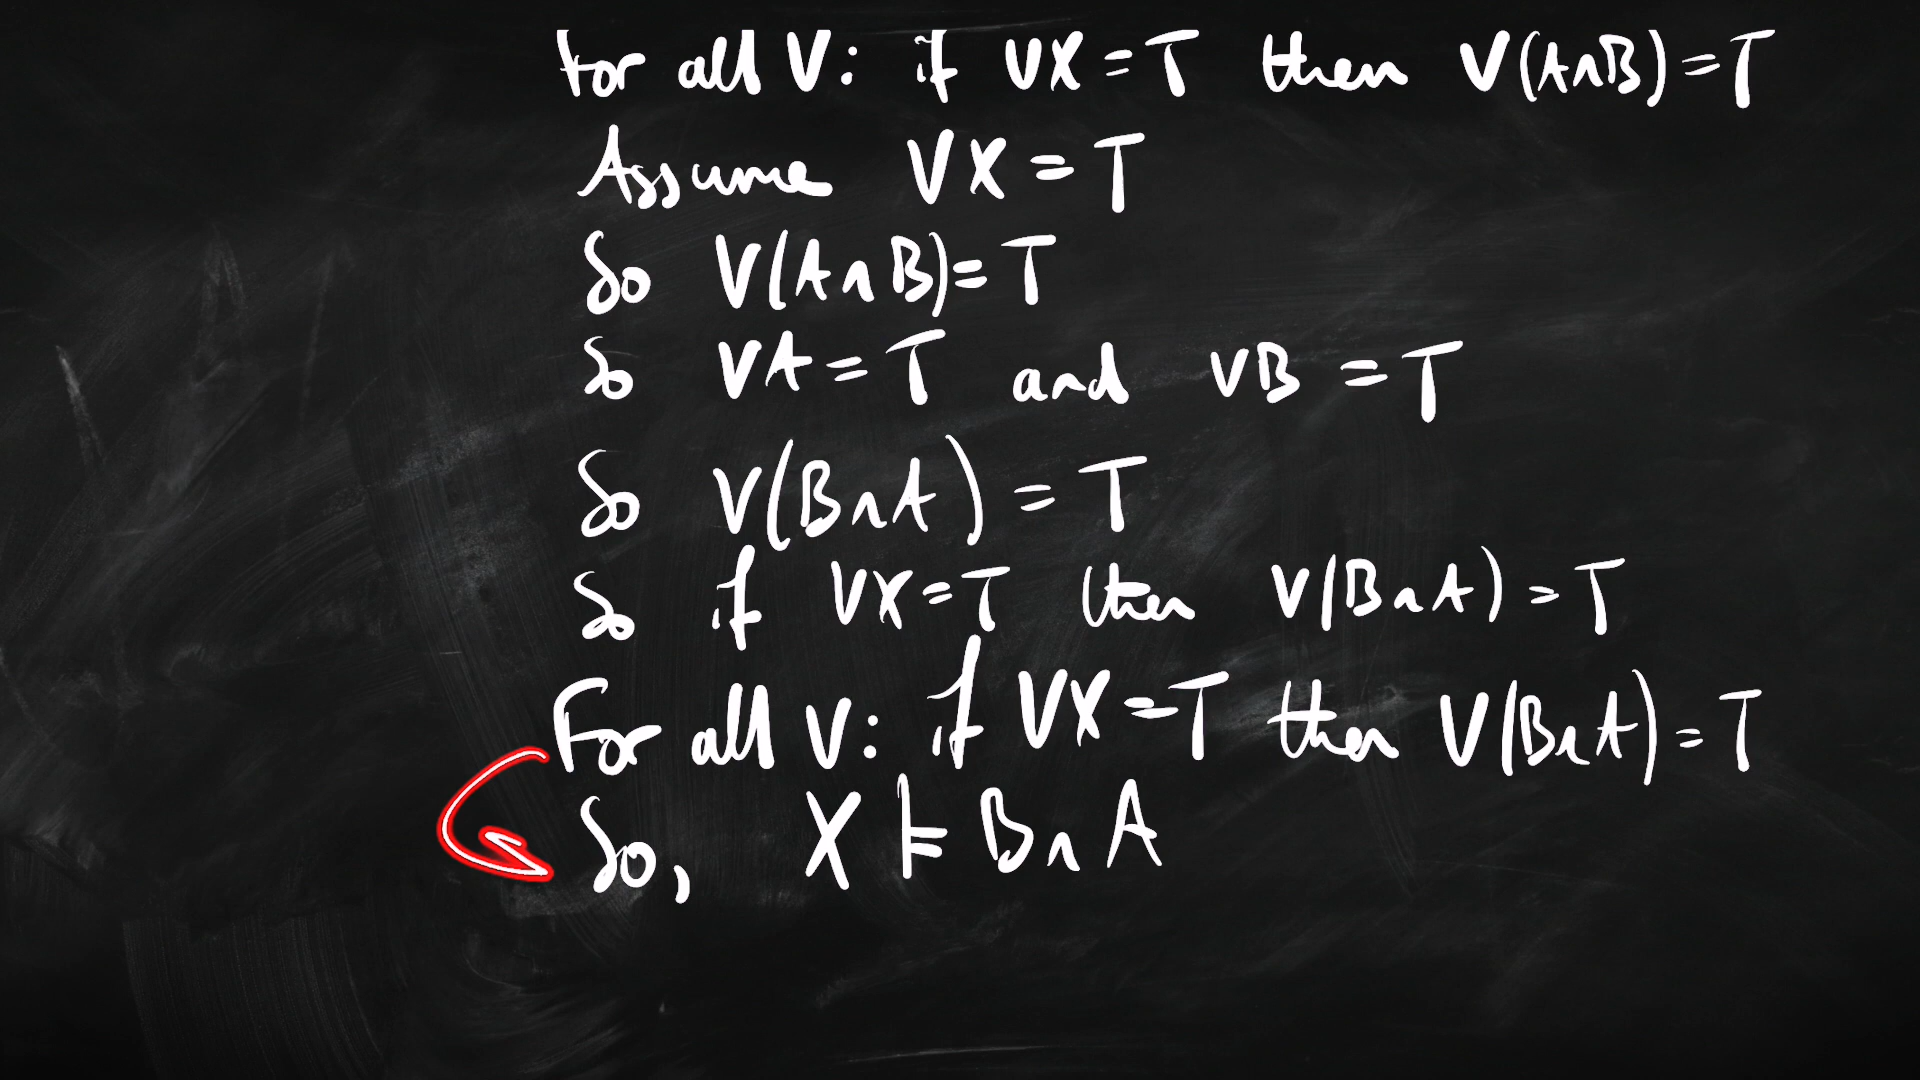 For all V: if VX=T then V(A∧B)=T
Assume VX=T
So V(A∧B)=T
So VA=T and VB=T
So V(B∧A)=T
So if VX=T then V(B∧A)=T
For all V: if VX=T then V(B∧A)=T
So, X ⊨ B∧A